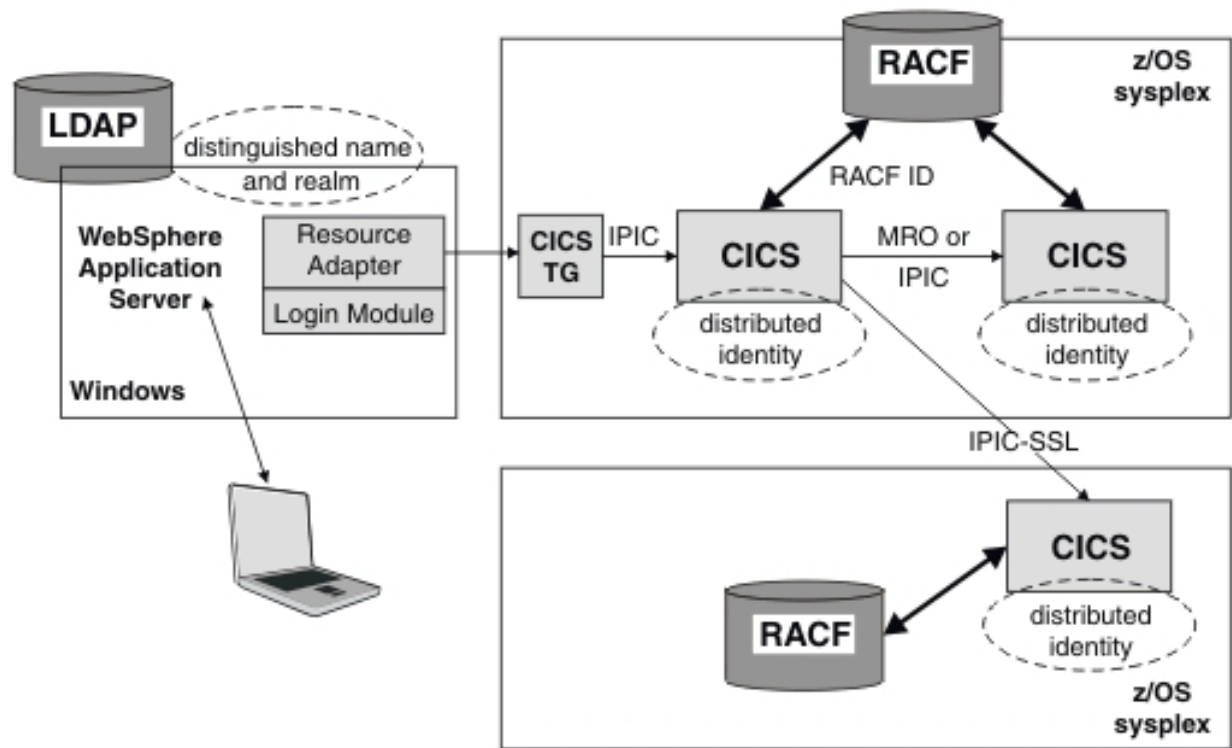 RACF
z/OS
sysplex
LDAP
distinguished name
and realm
RACF ID
WebSphere
Application
Server
Resource
Adapter
Login Module
CICS
TG
IPIC
CICS
MRO or
IPIC
CICS
distributed
identity
distributed
identity
Windows
IPIC-SSL
CICS
distributed
identity
RACF
z/OS
sysplex